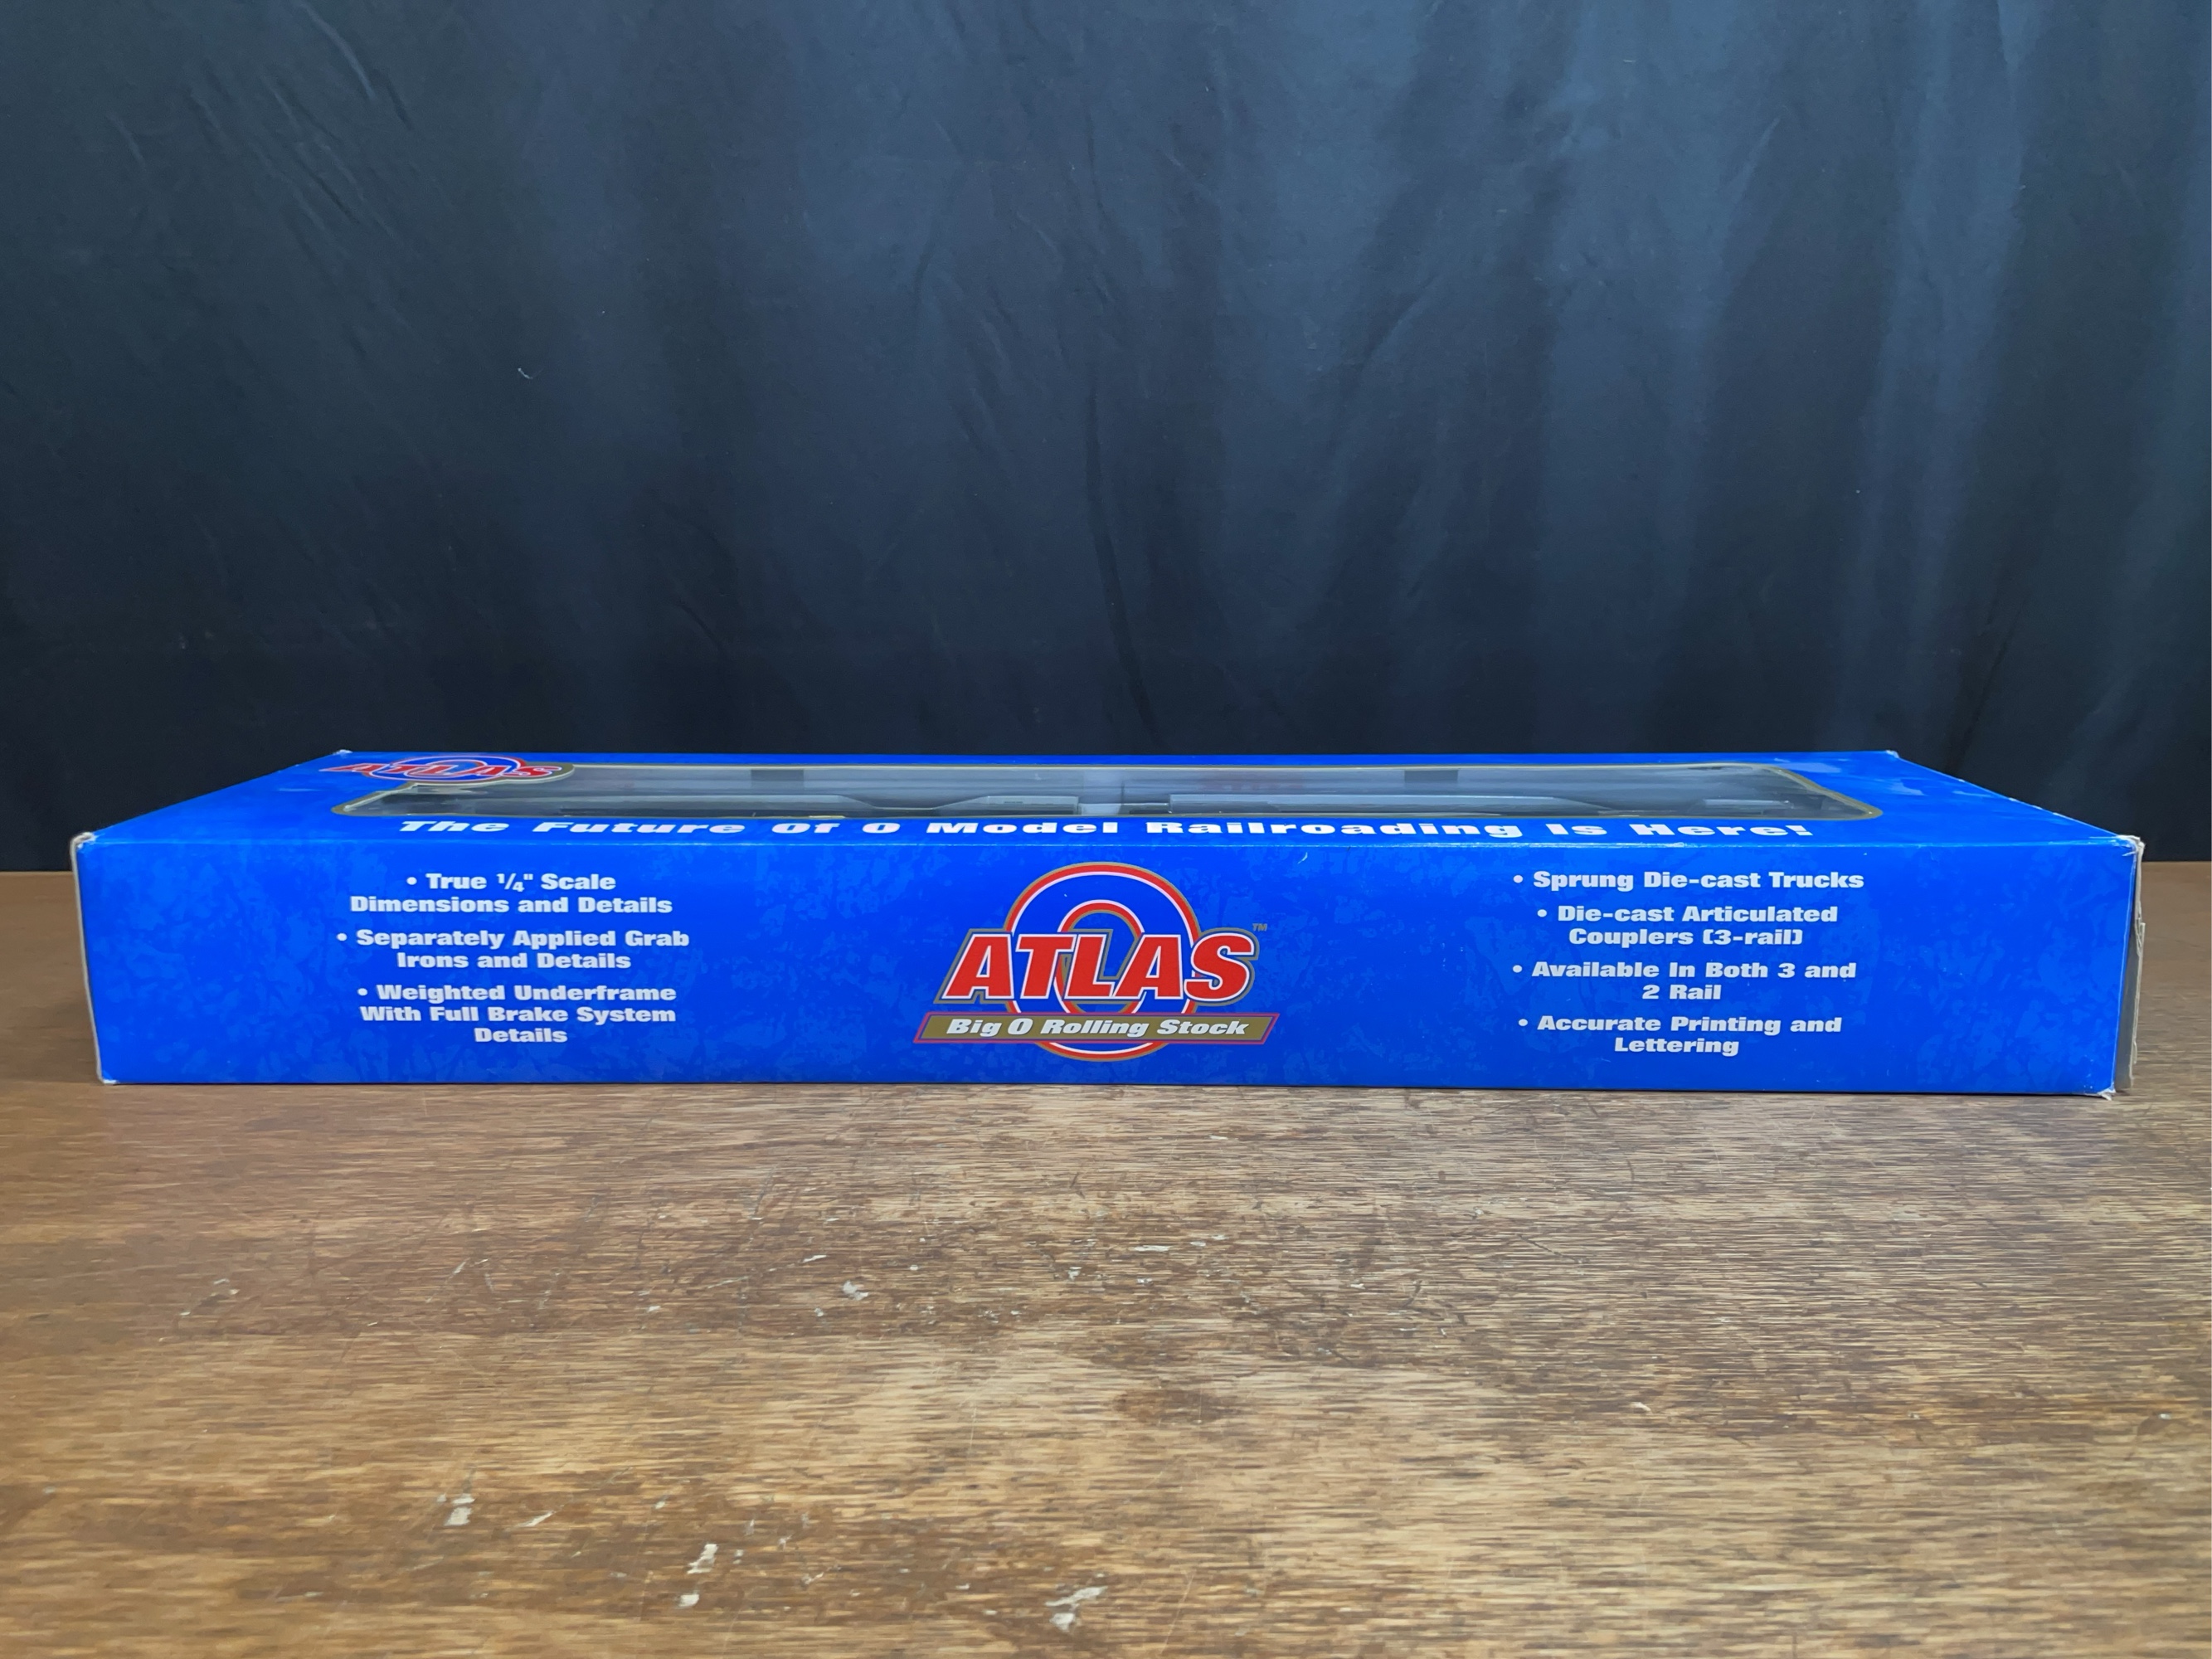 ATLAS
The Future Of O Model Railroading Is Here!
• True 1/4" Scale
Dimensions and Details
• Separately Applied Grab
Irons and Details
• Weighted Underframe
With Full Brake System
Details
ATLAS™
Big O Rolling Stock
• Sprung Die-cast Trucks
• Die-cast Articulated
Couplers (3-rail)
• Available In Both 3 and
2 Rail
• Accurate Printing and
Lettering